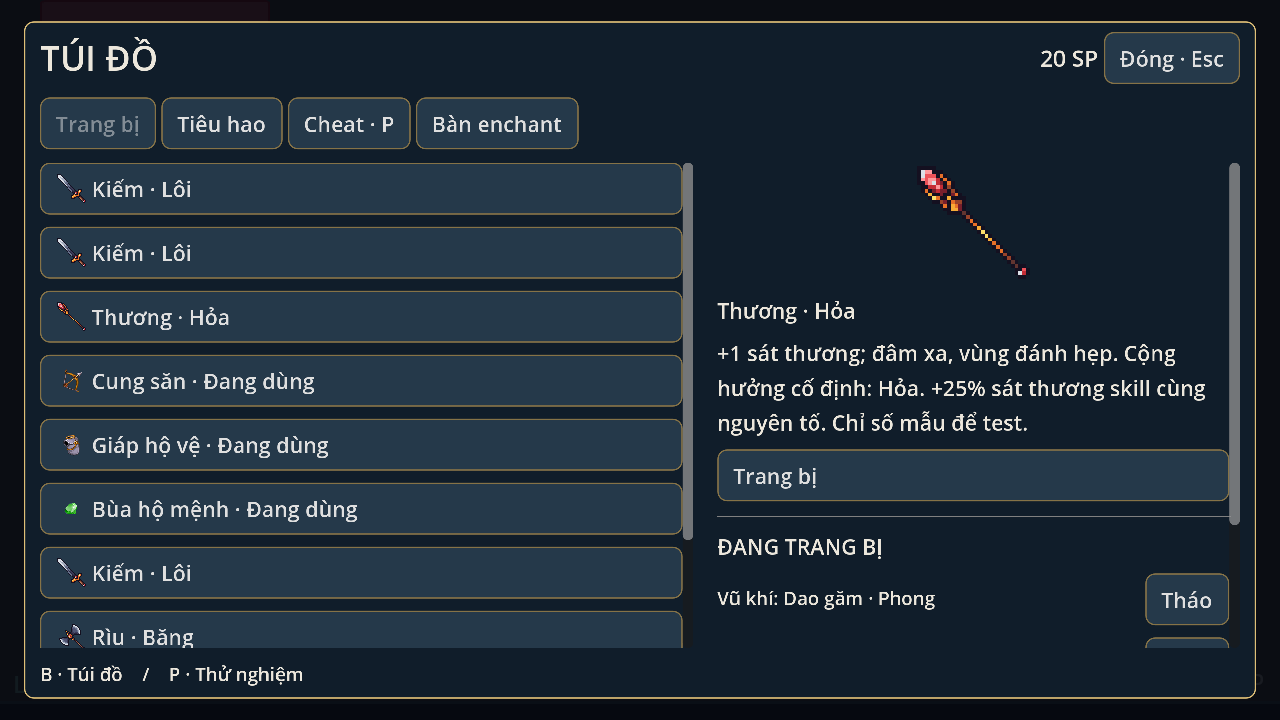 TÚI ĐỒ
20 SP
Đóng · Esc
Trang bị
Tiêu hao
Cheat · P
Bàn enchant
Kiếm · Lôi
Kiếm · Lôi
Thương · Hỏa
Cung săn · Đang dùng
Giáp hộ vệ · Đang dùng
Bùa hộ mệnh · Đang dùng
Kiếm · Lôi
Rìu · Băng
Thương · Hỏa
+1 sát thương; đâm xa, vùng đánh hẹp. Cộng
hưởng cố định: Hỏa. +25% sát thương skill cùng
nguyên tố. Chỉ số mẫu để test.
Trang bị
ĐANG TRANG BỊ
Vũ khí: Dao găm · Phong
Tháo
B · Túi đồ / P · Thử nghiệm